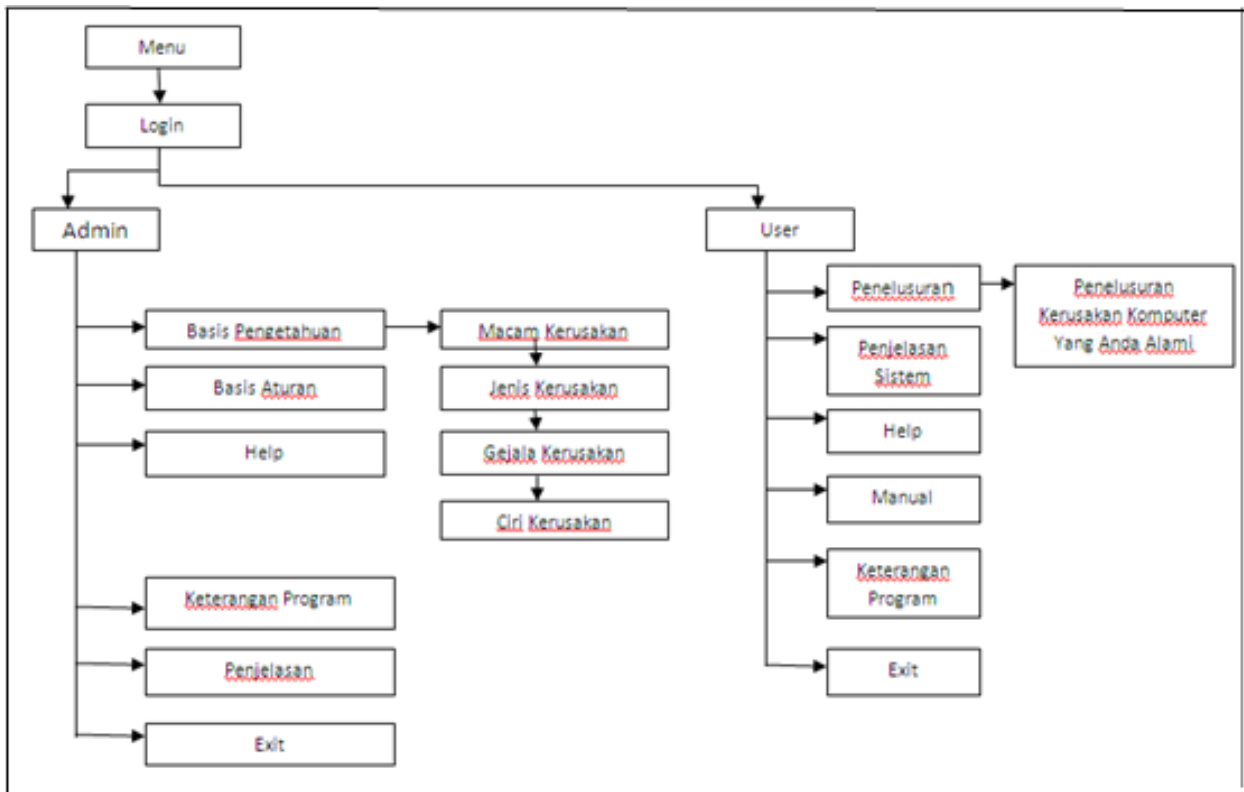 Menu
Login
Admin
Basis Pengetahuan
Macam Kerusakan
Basis Aturan
Jenis Kerusakan
Help
Gejala Kerusakan
Ciri Kerusakan
Keterangan Program
Penjelasan
Exit
User
Penelusuran
Penelusuran
Kerusakan Komputer
Yang Anda Alami
Penjelasan
Sistem
Help
Manual
Keterangan
Program
Exit